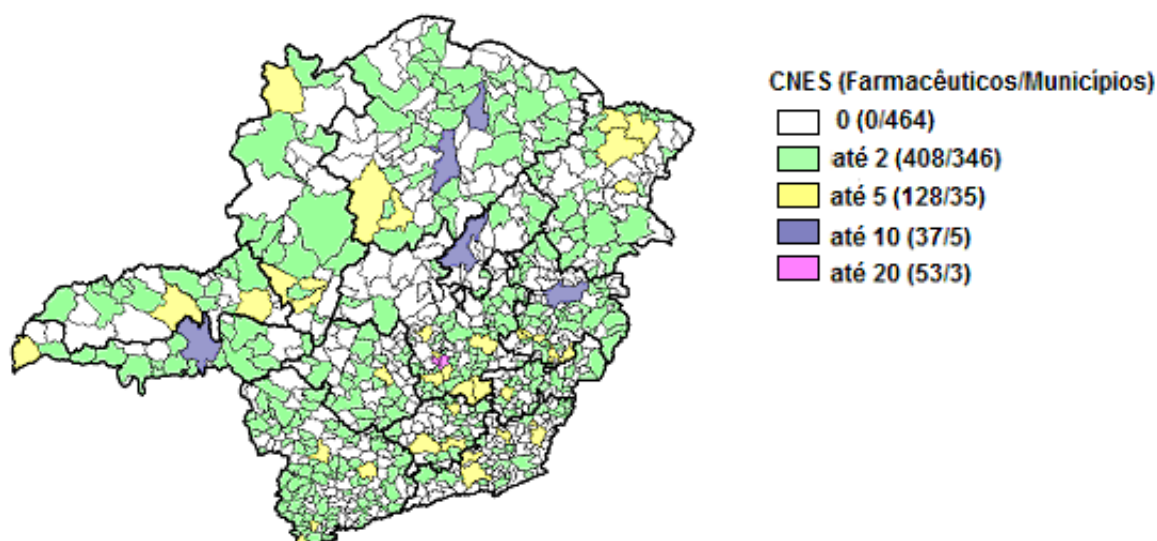 CNES (Farmacêuticos/Municípios)
0 (0/464)
até 2 (408/346)
até 5 (128/35)
até 10 (37/5)
até 20 (53/3)